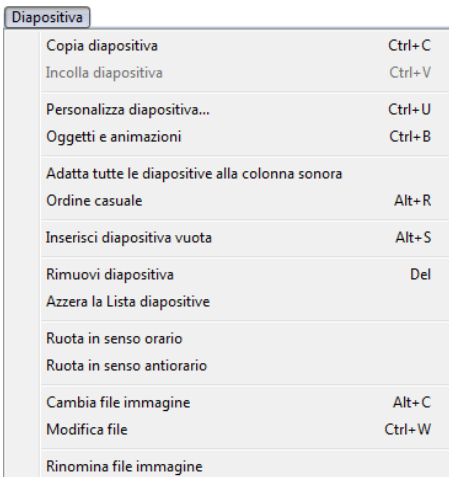 Diapositiva
Copia diapositiva Ctrl+C
Incolla diapositiva Ctrl+V
Personalizza diapositiva... Ctrl+U
Oggetti e animazioni Ctrl+B
Adatta tutte le diapositive alla colonna sonora
Ordine casuale Alt+R
Inserisci diapositiva vuota Alt+S
Rimuovi diapositiva Del
Azzera la Lista diapositive
Ruota in senso orario
Ruota in senso antiorario
Cambia file immagine Alt+C
Modifica file Ctrl+W
Rinomina file immagine